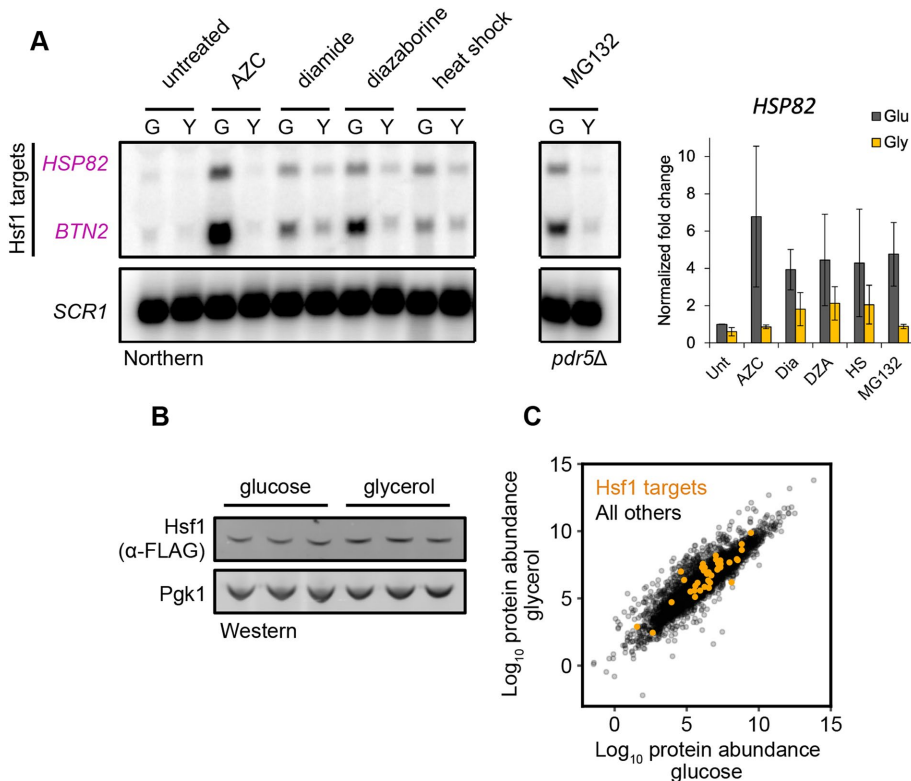 A
untreated
AZC
diamide
diazaborine
heat shock
MG132
G Y G Y G Y G Y G Y G Y
Hsf1 targets
HSP82
BTN2
SCR1
Northern
pdr5Δ
HSP82
Glu
Gly
Normalized fold change
10
8
6
4
2
0
Unt
AZC
Dia
DZA
HS
MG132
B
glucose glycerol
Hsf1
(α-FLAG)
Pgk1
Western
C
Hsf1 targets
All others
Log10 protein abundance
glycerol
15
10
5
0
0 5 10 15
Log10 protein abundance
glucose